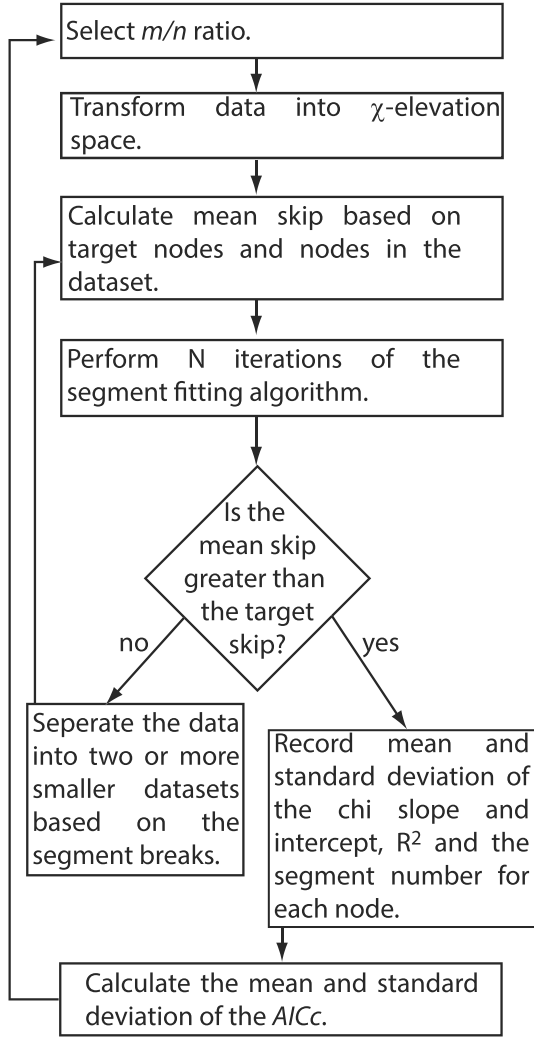 Select m/n ratio.
Transform data into χ-elevation
space.
Calculate mean skip based on
target nodes and nodes in the
dataset.
Perform N iterations of the
segment fitting algorithm.
Is the
mean skip
greater than
the target
skip?
no
yes
Seperate the data
into two or more
smaller datasets
based on the
segment breaks.
Record mean and
standard deviation of
the chi slope and
intercept, R² and the
segment number for
each node.
Calculate the mean and standard
deviation of the AICc.